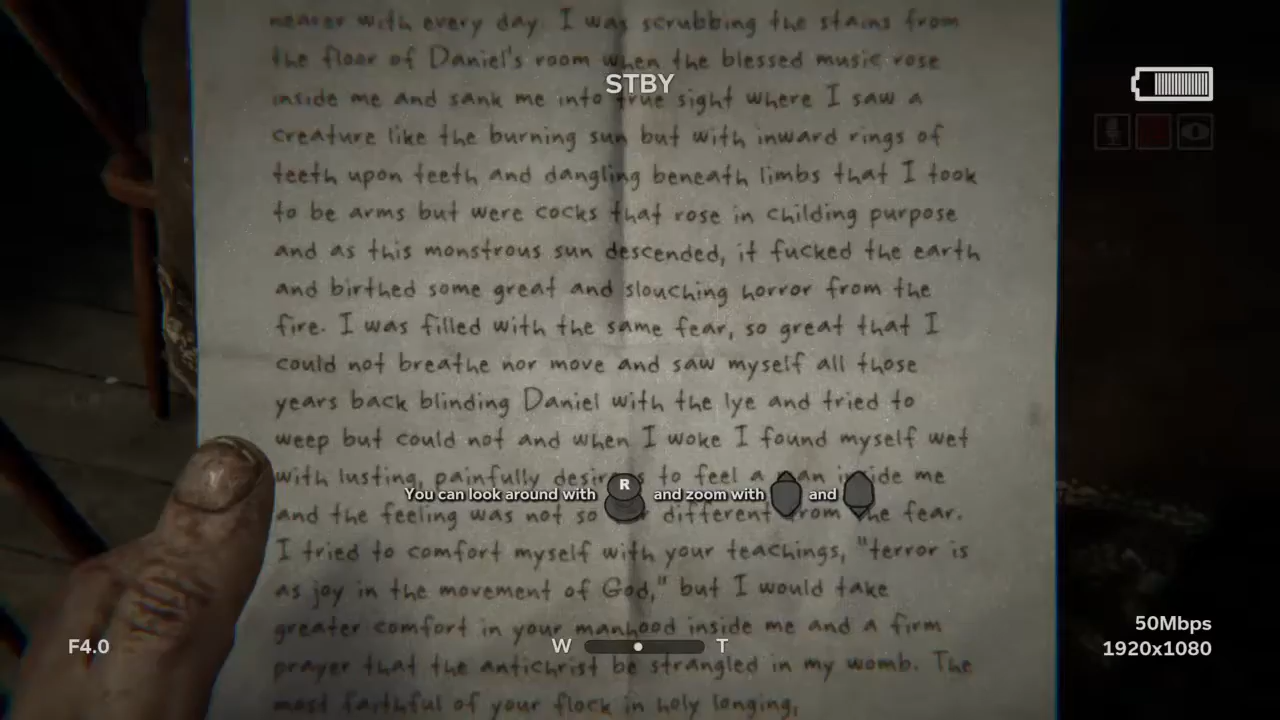 nearer with every day. I was scrubbing the stains from
the floor of Daniel's room when the blessed music rose
STBY
inside me and sank me into true sight where I saw a
creature like the burning sun but with inward rings of
teeth upon teeth and dangling beneath limbs that I took
to be arms but were cocks that rose in childing purpose
and as this monstrous sun descended, it fucked the earth
and birthed some great and slouching horror from the
fire. I was filled with the same fear, so great that I
could not breathe nor move and saw myself all those
years back blinding Daniel with the lye and tried to
weep but could not and when I woke I found myself wet
with lusting, painfully desirous to feel a man inside me
You can look around with R and zoom with and
and the feeling was not so different from the fear.
I tried to comfort myself with your teachings, "terror is
as joy in the movement of God," but I would take
greater comfort in your manhood inside me and a firm
F4.0
W T
50Mbps
1920x1080
prayer that the antichrist be strangled in my womb. The
most faithful of your flock in holy longing,